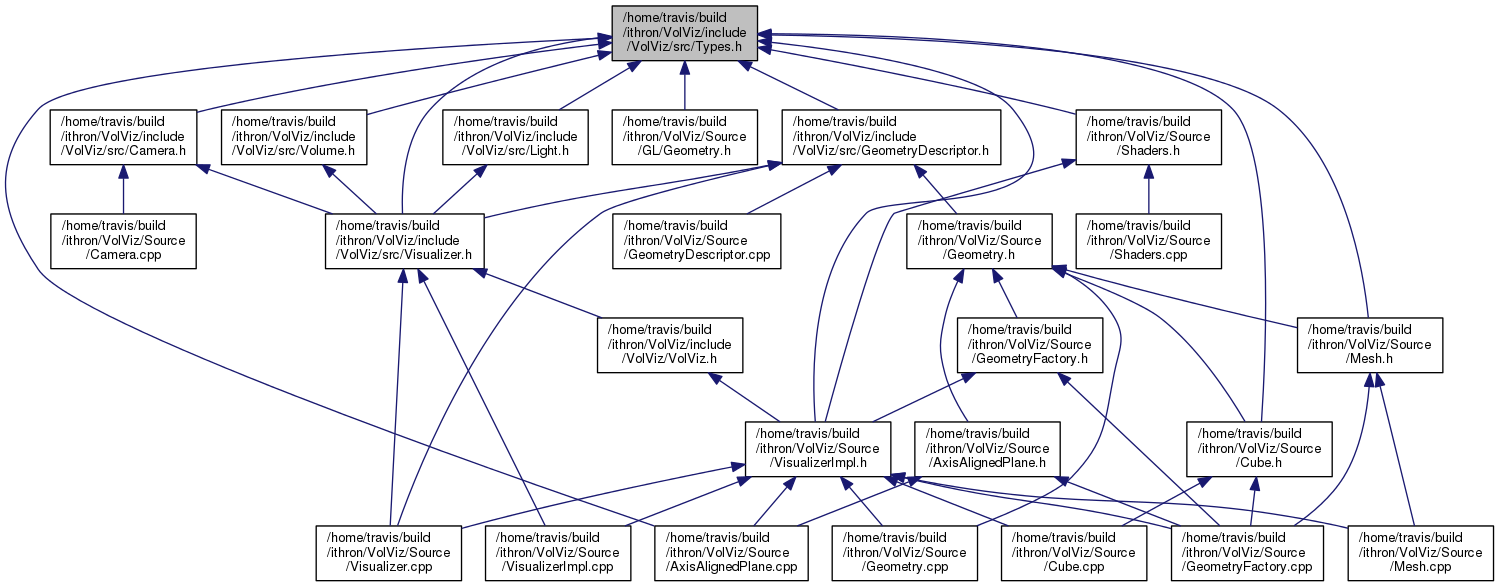 /home/travis/build
/ithron/VolViz/include
/VolViz/src/Types.h
/home/travis/build
/ithron/VolViz/include
/VolViz/src/Camera.h
/home/travis/build
/ithron/VolViz/include
/VolViz/src/Volume.h
/home/travis/build
/ithron/VolViz/include
/VolViz/src/Light.h
/home/travis/build
/ithron/VolViz/Source
/GL/Geometry.h
/home/travis/build
/ithron/VolViz/include
/VolViz/src/GeometryDescriptor.h
/home/travis/build
/ithron/VolViz/Source
/Shaders.h
/home/travis/build
/ithron/VolViz/Source
/Camera.cpp
/home/travis/build
/ithron/VolViz/include
/VolViz/src/Visualizer.h
/home/travis/build
/ithron/VolViz/Source
/GeometryDescriptor.cpp
/home/travis/build
/ithron/VolViz/Source
/Geometry.h
/home/travis/build
/ithron/VolViz/Source
/Shaders.cpp
/home/travis/build
/ithron/VolViz/include
/VolViz/VolViz.h
/home/travis/build
/ithron/VolViz/Source
/GeometryFactory.h
/home/travis/build
/ithron/VolViz/Source
/Mesh.h
/home/travis/build
/ithron/VolViz/Source
/VisualizerImpl.h
/home/travis/build
/ithron/VolViz/Source
/AxisAlignedPlane.h
/home/travis/build
/ithron/VolViz/Source
/Cube.h
/home/travis/build
/ithron/VolViz/Source
/Visualizer.cpp
/home/travis/build
/ithron/VolViz/Source
/VisualizerImpl.cpp
/home/travis/build
/ithron/VolViz/Source
/AxisAlignedPlane.cpp
/home/travis/build
/ithron/VolViz/Source
/Geometry.cpp
/home/travis/build
/ithron/VolViz/Source
/Cube.cpp
/home/travis/build
/ithron/VolViz/Source
/GeometryFactory.cpp
/home/travis/build
/ithron/VolViz/Source
/Mesh.cpp